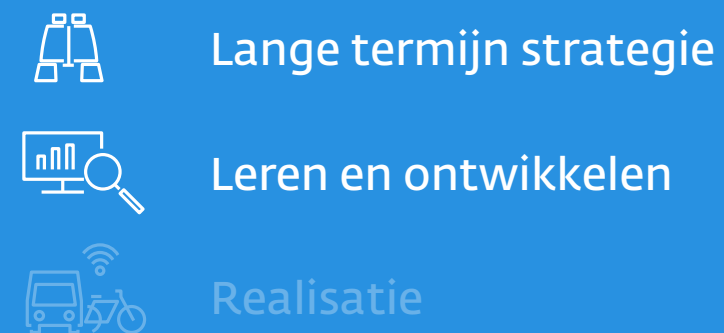 Lange termijn strategie
Leren en ontwikkelen
Realisatie